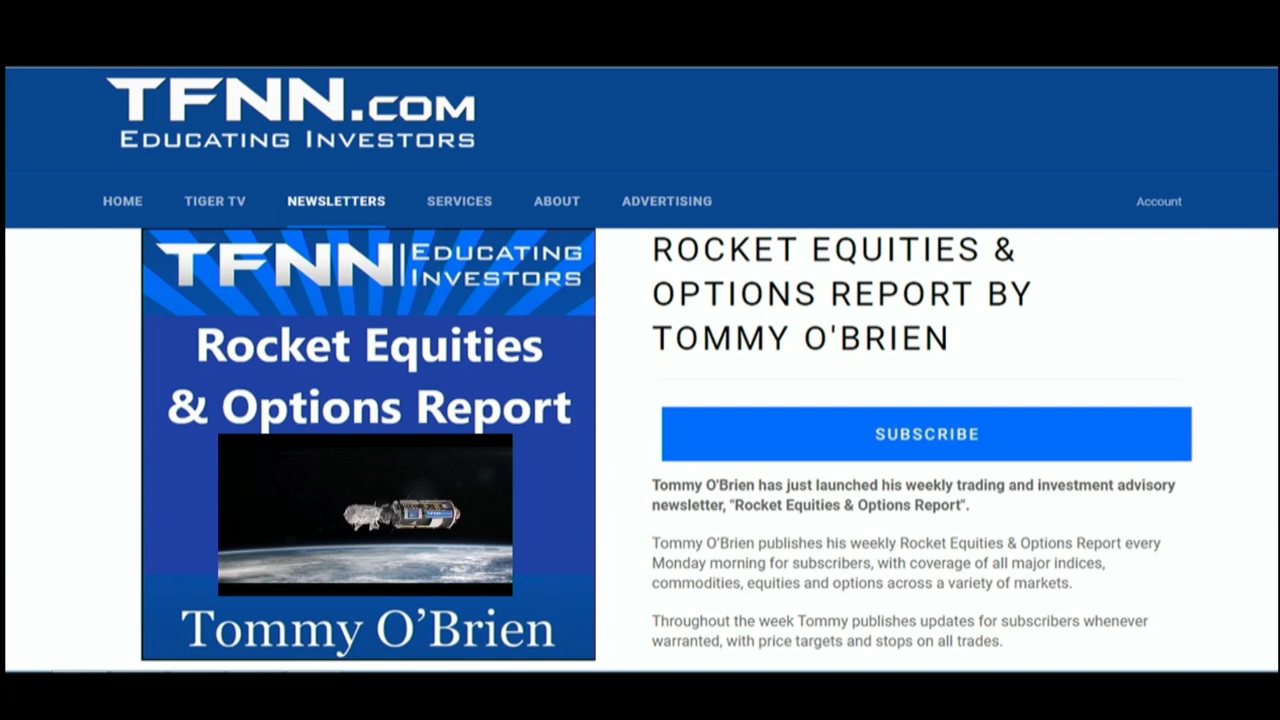 TFNN.COM
EDUCATING INVESTORS
HOME TIGER TV NEWSLETTERS SERVICES ABOUT ADVERTISING Account
TFNN | EDUCATING
INVESTORS
Rocket Equities
& Options Report
Tommy O'Brien
ROCKET EQUITIES &
OPTIONS REPORT BY
TOMMY O'BRIEN
SUBSCRIBE
Tommy O'Brien has just launched his weekly trading and investment advisory
newsletter, "Rocket Equities & Options Report".
Tommy O'Brien publishes his weekly Rocket Equities & Options Report every
Monday morning for subscribers, with coverage of all major indices,
commodities, equities and options across a variety of markets.
Throughout the week Tommy publishes updates for subscribers whenever
warranted, with price targets and stops on all trades.